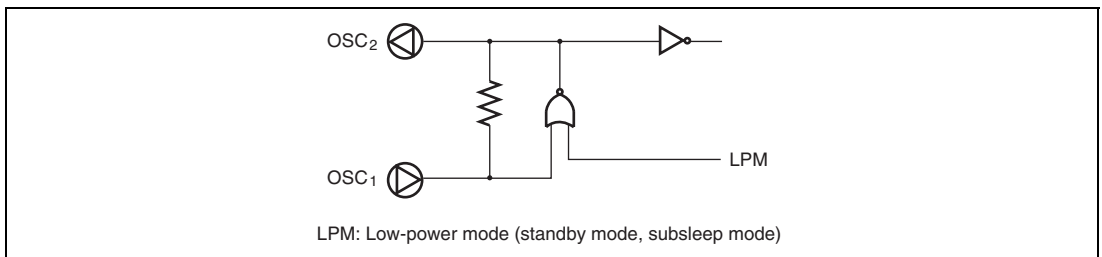 OSC2
OSC1
LPM
LPM: Low-power mode (standby mode, subsleep mode)